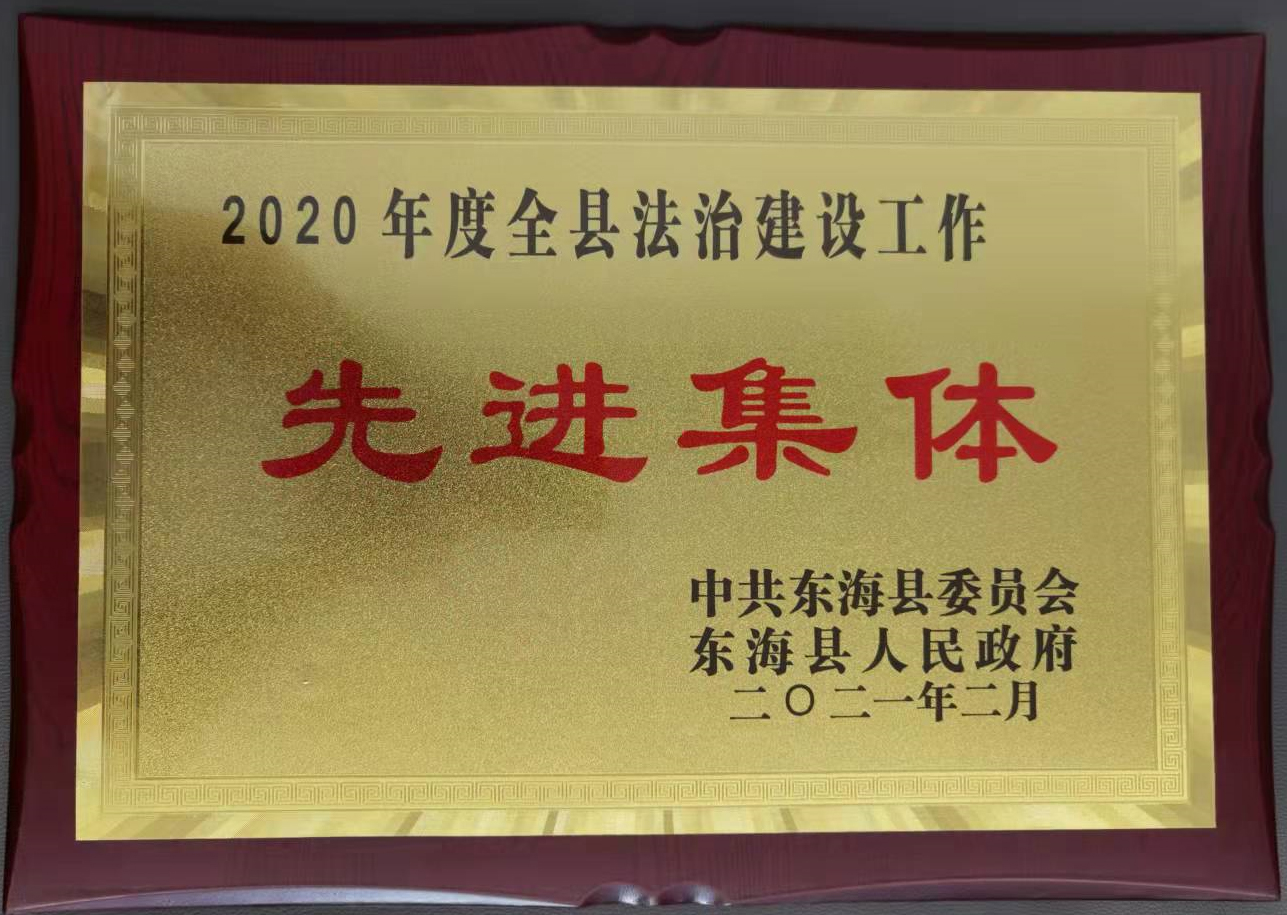 2020年度全县法治建设工作
先进集体
中共东海县委员会
东海县人民政府
二〇二一年二月